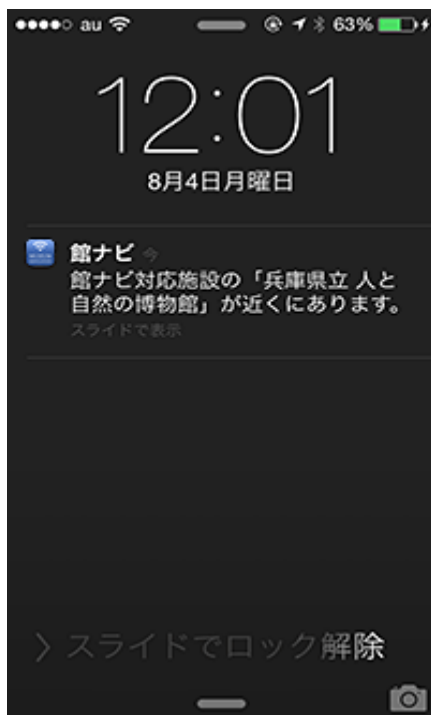 au 63%
12:01
8月4日月曜日
館ナビ 今
館ナビ対応施設の「兵庫県立 人と
自然の博物館」が近くにあります。
スライドで表示
スライドでロック解除